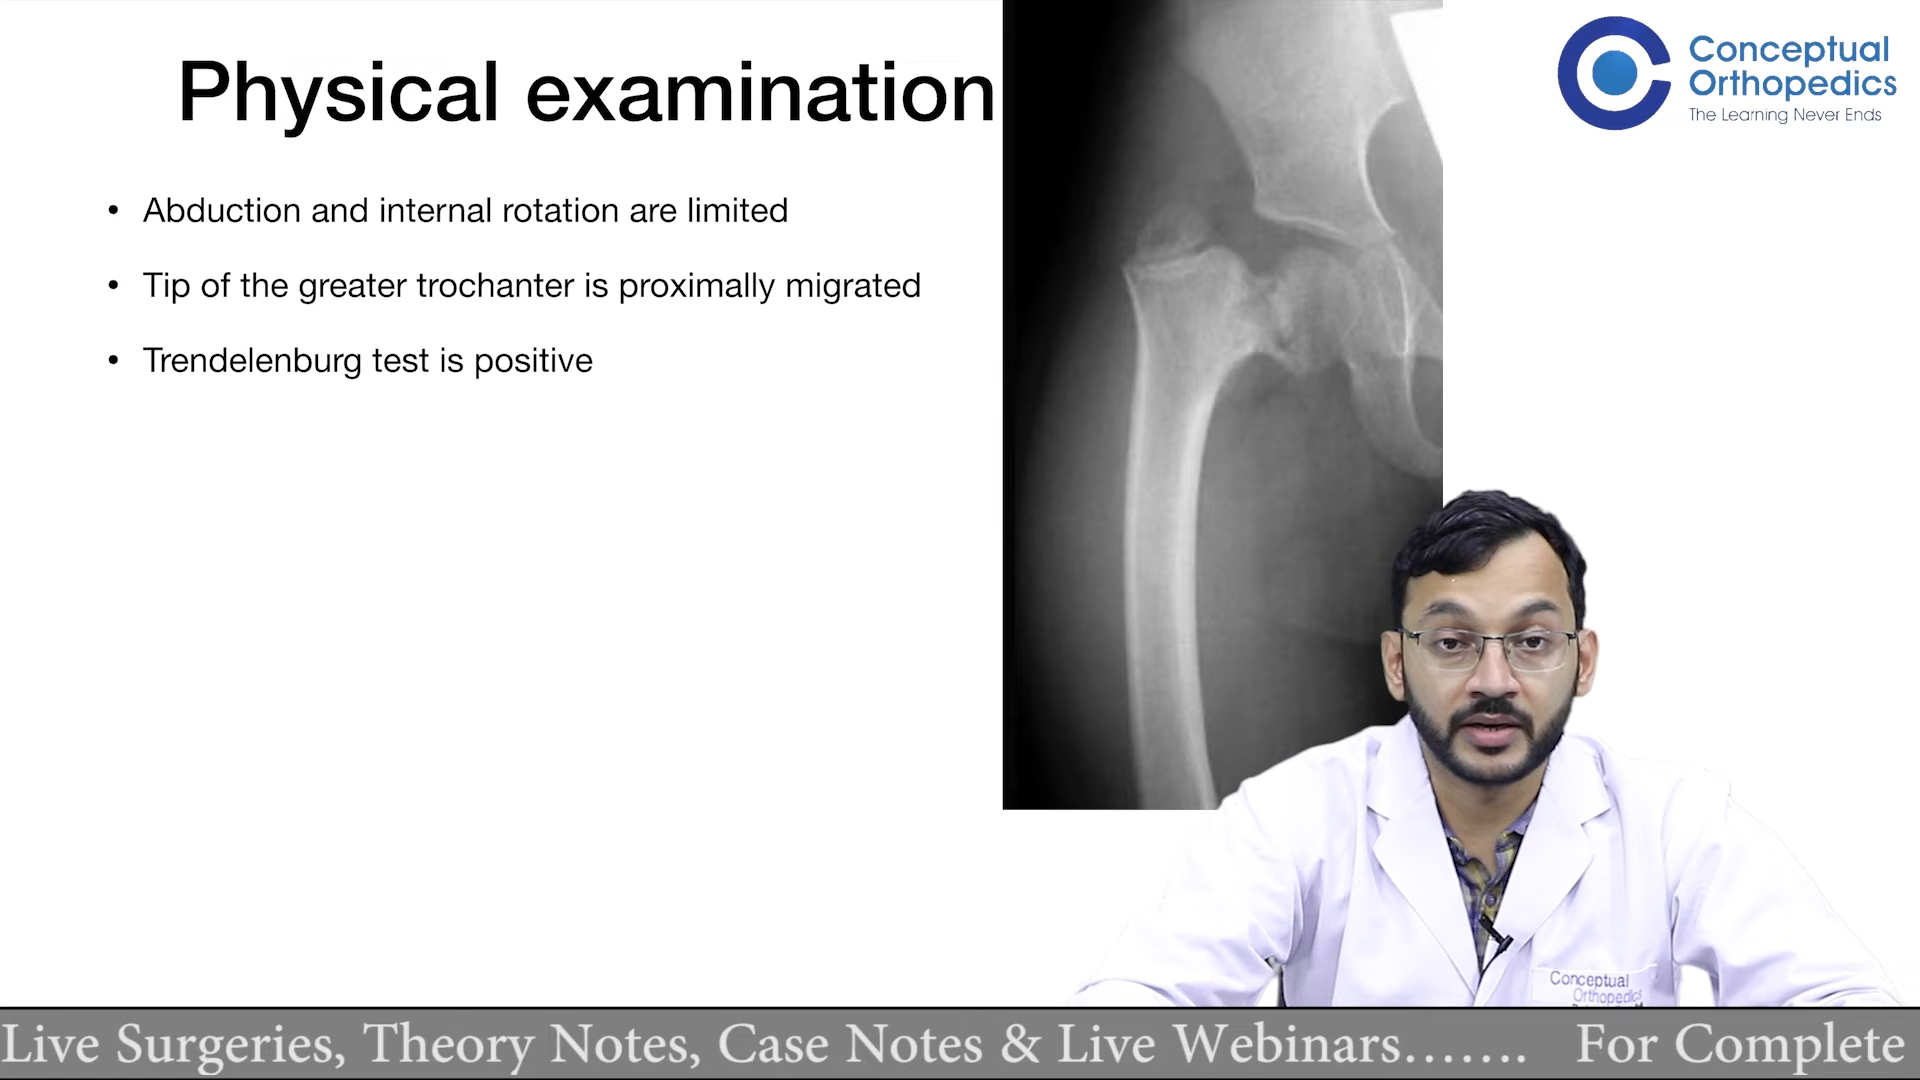 Physical examination
Conceptual
Orthopedics
The Learning Never Ends
• Abduction and internal rotation are limited
• Tip of the greater trochanter is proximally migrated
• Trendelenburg test is positive
Conceptual
Orthopedics
Live Surgeries, Theory Notes, Case Notes & Live Webinars....... For Complete